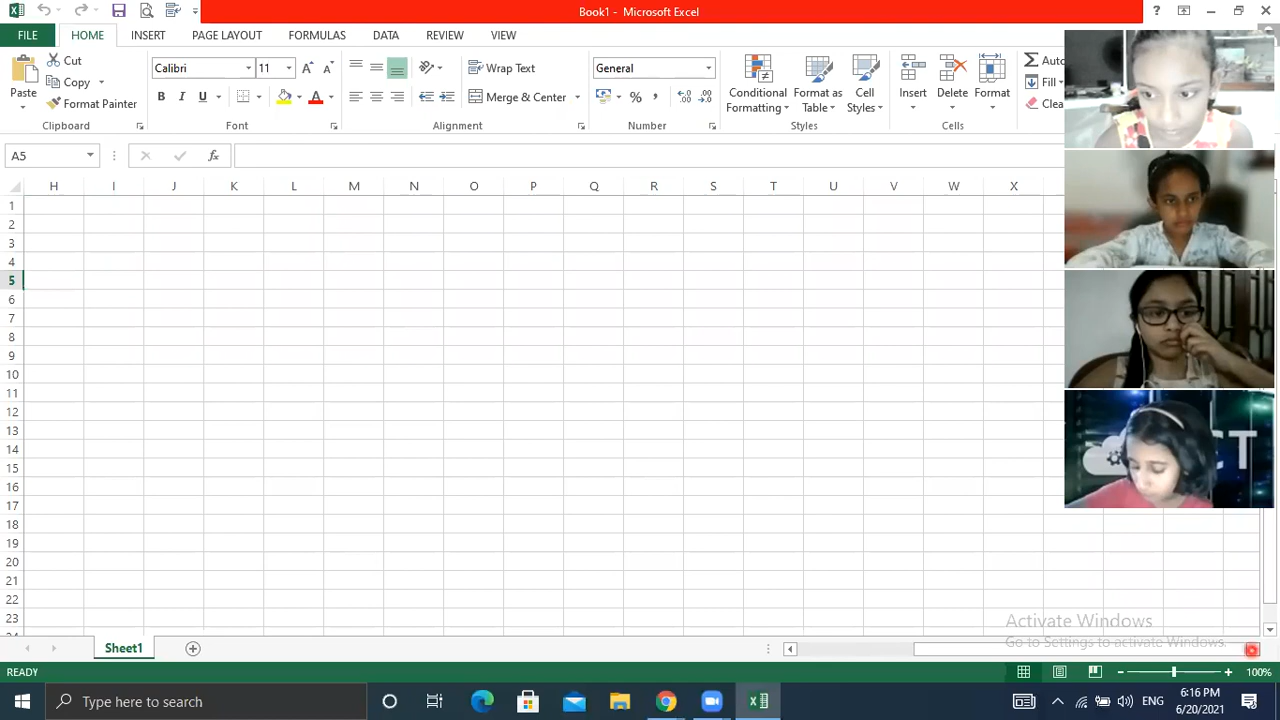 Book1 - Microsoft Excel
?
FILE HOME INSERT PAGE LAYOUT FORMULAS DATA REVIEW VIEW
Paste
Cut
Copy
Format Painter
Clipboard
Calibri 11
B I U A
Font
Wrap Text
Merge & Center
Alignment
General
% ,
Number
Conditional Formatting
Format as Table
Cell Styles
Styles
Insert
Delete
Format
Cells
Auto
Fill
Clea
A5
fx
H I J K L M N O P Q R S T U V W X
1
2
3
4
5
6
7
8
9
10
11
12
13
14
15
16
17
18
19
20
21
22
23
CT
Activate Windows
Go to Settings to activate Windows.
Sheet1
READY
100%
Type here to search
ENG
6:16 PM
6/20/2021